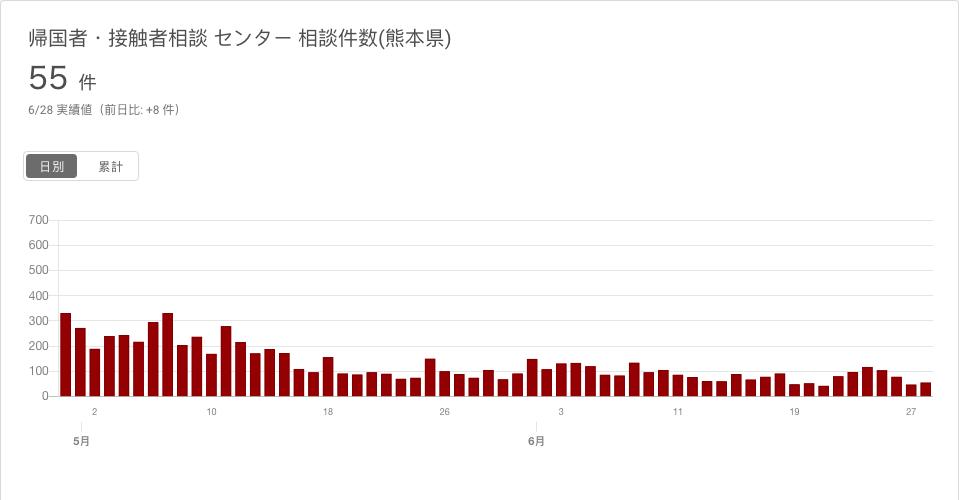 帰国者・接触者相談 センター 相談件数(熊本県)
55 件
6/28 実績値（前日比: +8 件）
日別 累計
700
600
500
400
300
200
100
0
2 10 18 26 3 11 19 27
5月 6月